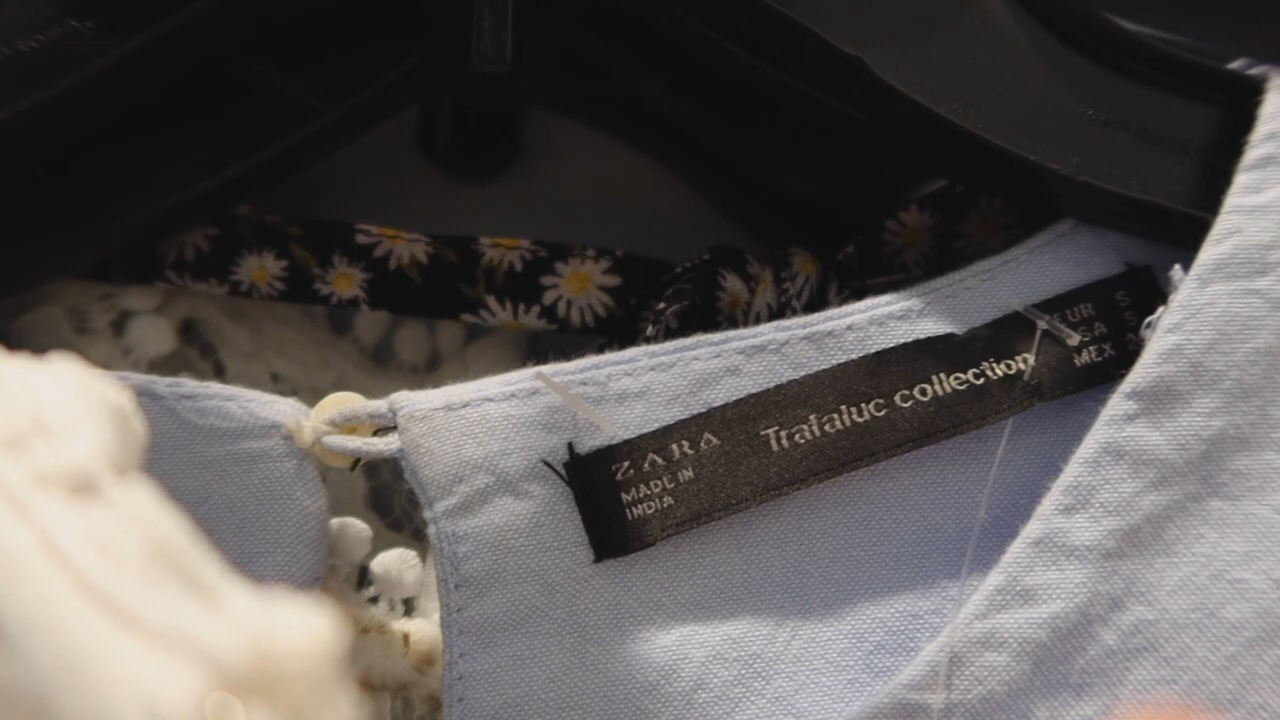 ZARA
MADE IN
INDIA
Trafaluc collection
EUR S
USA S
MEX